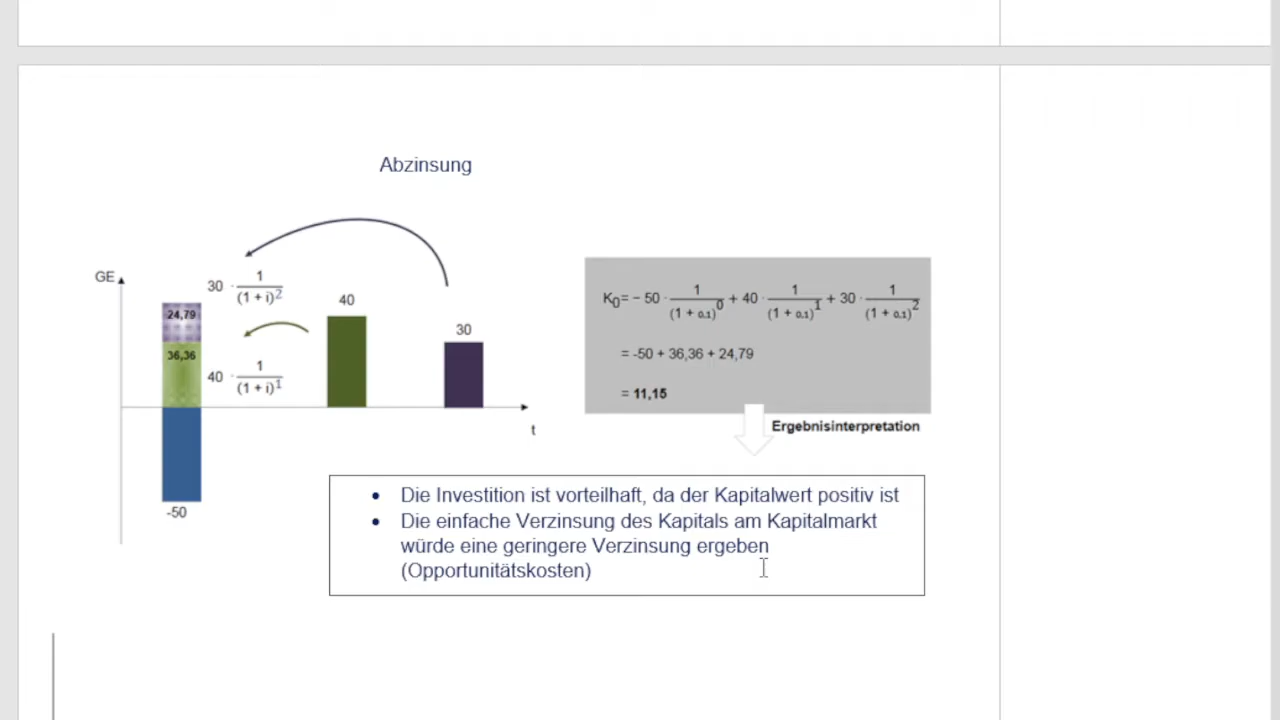 Abzinsung
GE
24,79
30 · 1/(1 + i)²
40
30
36,36
40 · 1/(1 + i)¹
t
-50
K₀= − 50 · 1/(1 + 0.1)⁰ + 40 · 1/(1 + 0.1)¹ + 30 · 1/(1 + 0.1)²
= -50 + 36,36 + 24,79
= 11,15
Ergebnisinterpretation
• Die Investition ist vorteilhaft, da der Kapitalwert positiv ist
• Die einfache Verzinsung des Kapitals am Kapitalmarkt
würde eine geringere Verzinsung ergeben
(Opportunitätskosten)